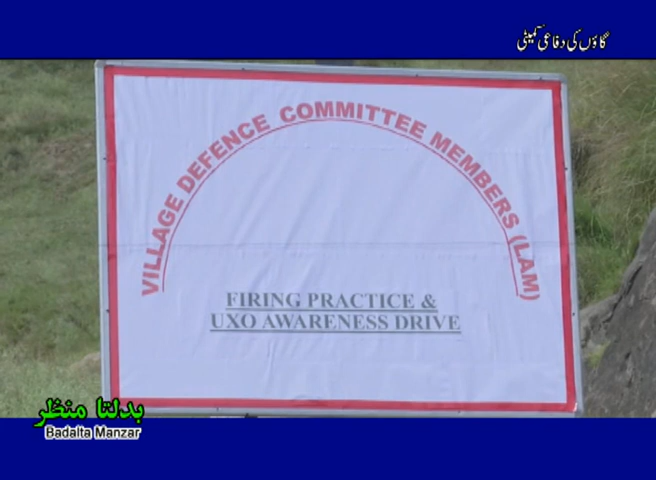 گاؤں کی دفاعی کمیٹی
VILLAGE DEFENCE COMMITTEE MEMBERS (LAM)
FIRING PRACTICE &
UXO AWARENESS DRIVE
بدلتا منظر
Badalta Manzar